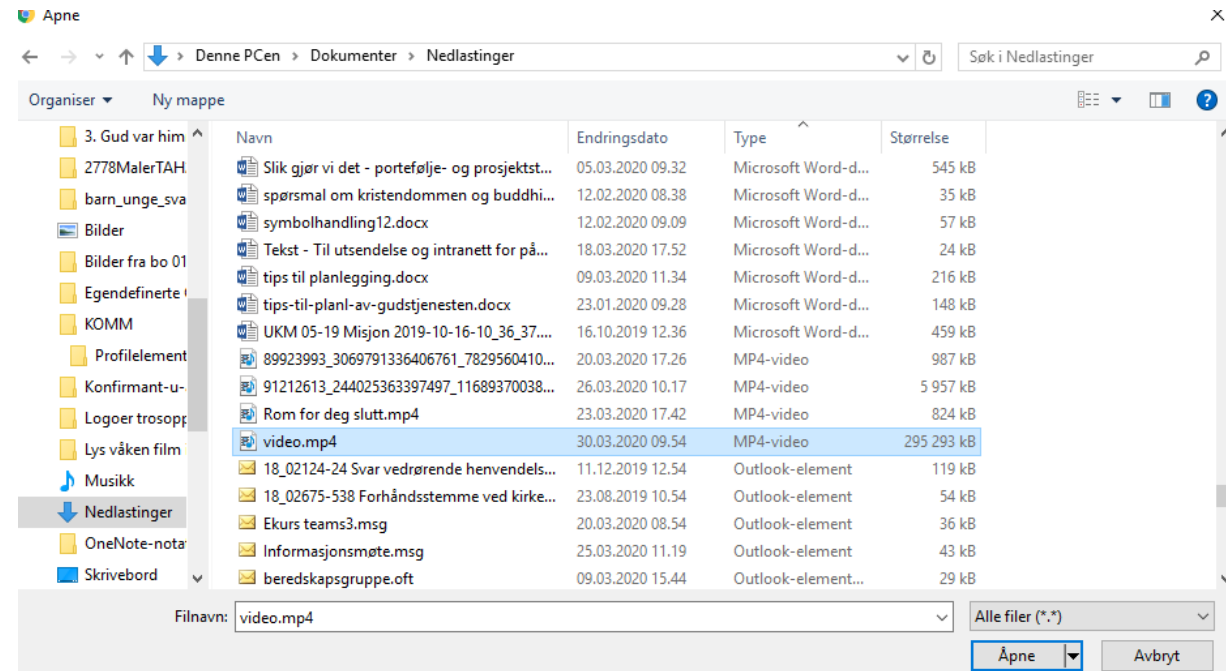 Åpne
Denne PCen > Dokumenter > Nedlastinger
Søk i Nedlastinger
Organiser
Ny mappe
3. Gud var him
2778MalerTAH.
barn_unge_sva
Bilder
Bilder fra bo 01
Egendefinerte
KOMM
Profilelement
Konfirmant-u-
Logoer trosopp
Lys våken film
Musikk
Nedlastinger
OneNote-nota
Skrivebord
Navn Endringsdato Type Størrelse
Slik gjør vi det - portefølje- og prosjektst... 05.03.2020 09.32 Microsoft Word-d... 545 kB
spørsmal om kristendommen og buddhi... 12.02.2020 08.38 Microsoft Word-d... 35 kB
symbolhandling12.docx 12.02.2020 09.09 Microsoft Word-d... 57 kB
Tekst - Til utsendelse og intranett for på... 18.03.2020 17.52 Microsoft Word-d... 24 kB
tips til planlegging.docx 09.03.2020 11.34 Microsoft Word-d... 216 kB
tips-til-planl-av-gudstjenesten.docx 23.01.2020 09.28 Microsoft Word-d... 148 kB
UKM 05-19 Misjon 2019-10-16-10_36_37.... 16.10.2019 12.36 Microsoft Word-d... 459 kB
89923993_3069791336406761_7829560410... 20.03.2020 17.26 MP4-video 987 kB
91212613_244025363397497_11689370038... 26.03.2020 10.17 MP4-video 5 957 kB
Rom for deg slutt.mp4 23.03.2020 17.42 MP4-video 824 kB
video.mp4 30.03.2020 09.54 MP4-video 295 293 kB
18_02124-24 Svar vedrørende henvendels... 11.12.2019 12.54 Outlook-element 119 kB
18_02675-538 Forhåndsstemme ved kirke... 23.08.2019 10.54 Outlook-element 54 kB
Ekurs teams3.msg 20.03.2020 08.54 Outlook-element 36 kB
Informasjonsmøte.msg 25.03.2020 11.19 Outlook-element 43 kB
beredskapsgruppe.oft 09.03.2020 15.44 Outlook-element... 29 kB
Filnavn: video.mp4
Alle filer (*.*)
Åpne
Avbryt